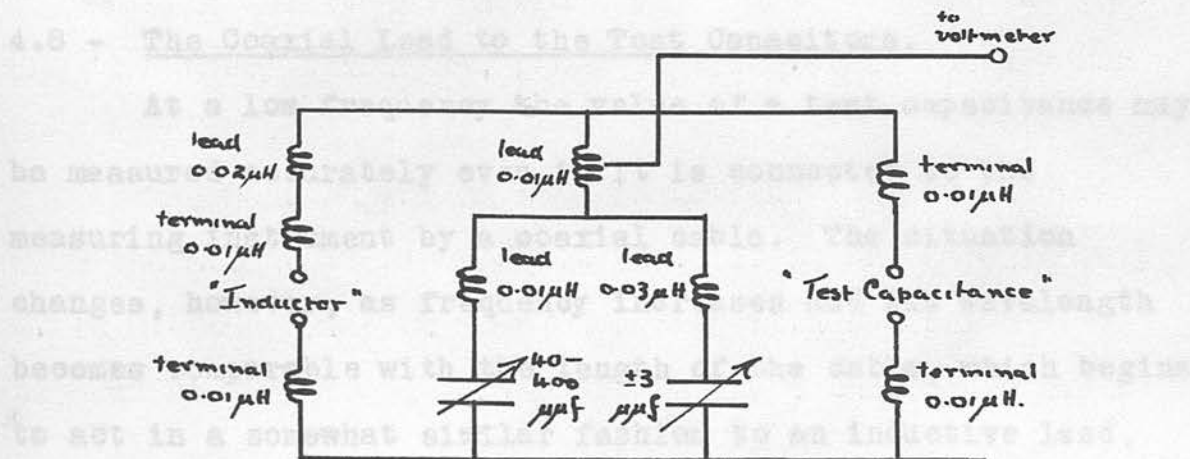 4.8 - The Coaxial Lead to the Test Capacitors.
At a low frequency the value of a test capacitance may
be measured accurately even if it is connected to the
measuring instrument by a coaxial cable. The situation
changes, however, as frequency increases and the wavelength
becomes comparable with the length of the cable, which begins
to act in a somewhat similar fashion to an inductive lead.
to
voltmeter
lead
0.02μH
terminal
0.01μH
"Inductor"
terminal
0.01μH
lead
0.01μH
lead
0.01μH
40-
400
μμf
lead
0.03μH
±3
μμf
terminal
0.01μH
"Test Capacitance"
terminal
0.01μH.